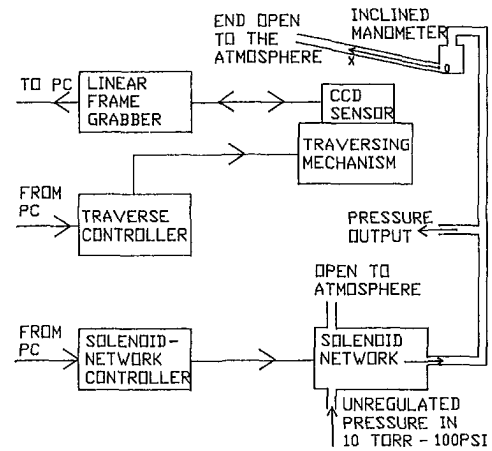 END OPEN
TO THE
ATMOSPHERE
INCLINED
MANOMETER
X
O
TO PC
LINEAR
FRAME
GRABBER
CCD
SENSOR
TRAVERSING
MECHANISM
FROM
PC
TRAVERSE
CONTROLLER
PRESSURE
OUTPUT
OPEN TO
ATMOSPHERE
FROM
PC
SOLENOID-
NETWORK
CONTROLLER
SOLENOID
NETWORK
UNREGULATED
PRESSURE IN
10 TORR - 100PSI